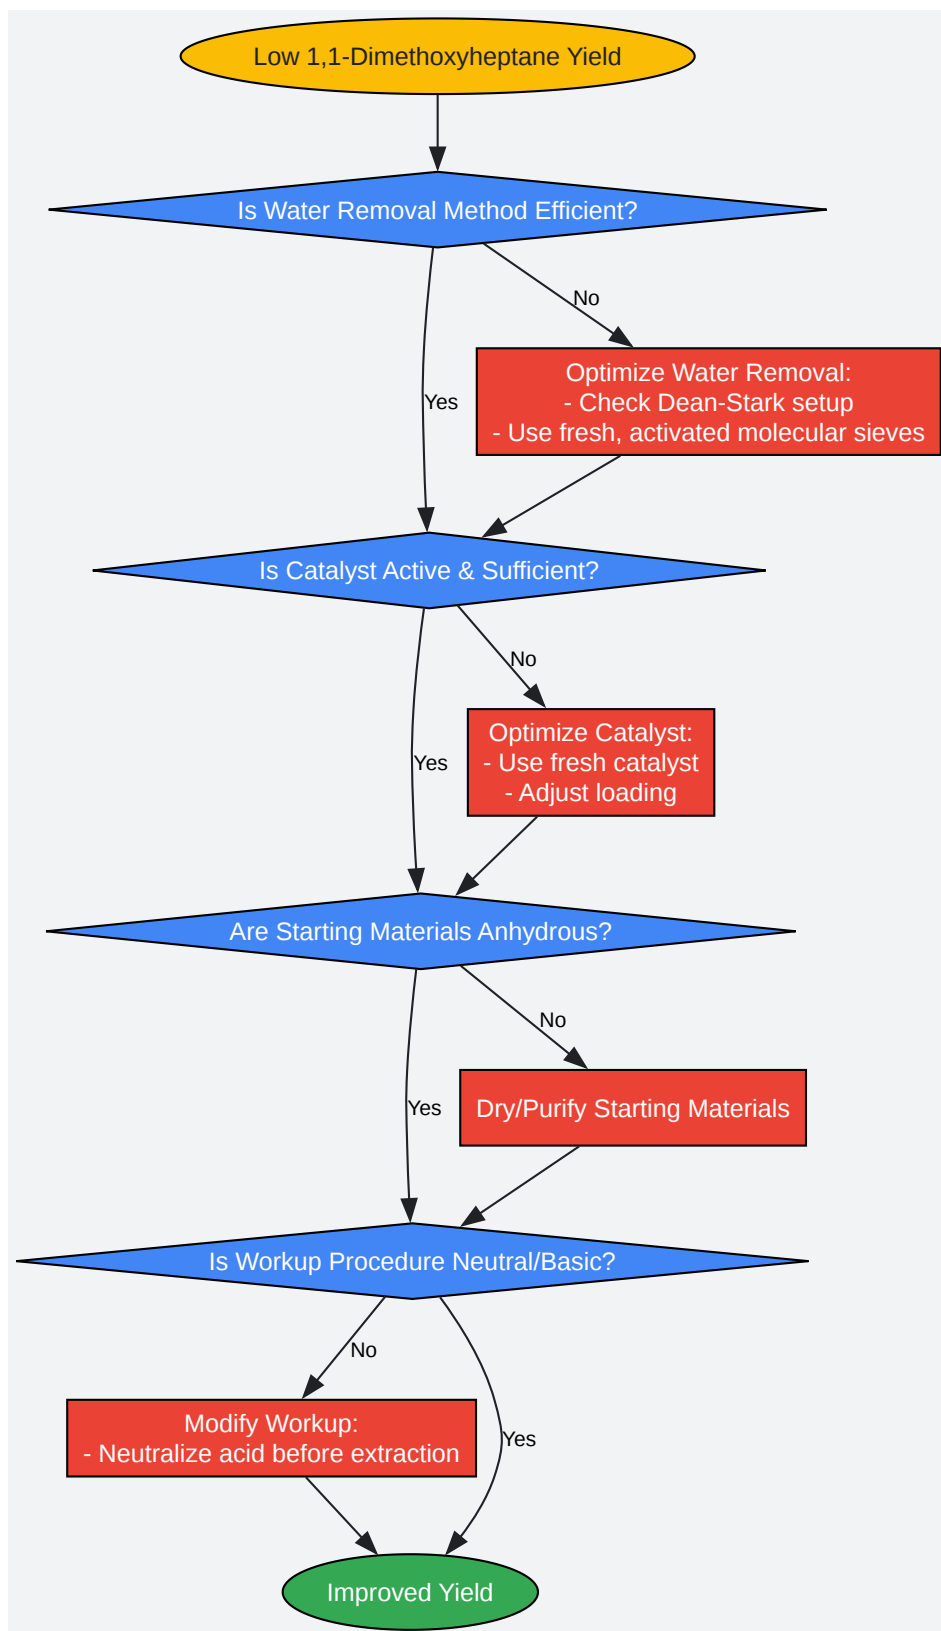 Low 1,1-Dimethoxyheptane Yield
Is Water Removal Method Efficient?
No
Optimize Water Removal:
- Check Dean-Stark setup
- Use fresh, activated molecular sieves
Yes
Is Catalyst Active & Sufficient?
No
Optimize Catalyst:
- Use fresh catalyst
- Adjust loading
Yes
Are Starting Materials Anhydrous?
No
Dry/Purify Starting Materials
Yes
Is Workup Procedure Neutral/Basic?
No
Modify Workup:
- Neutralize acid before extraction
Yes
Improved Yield